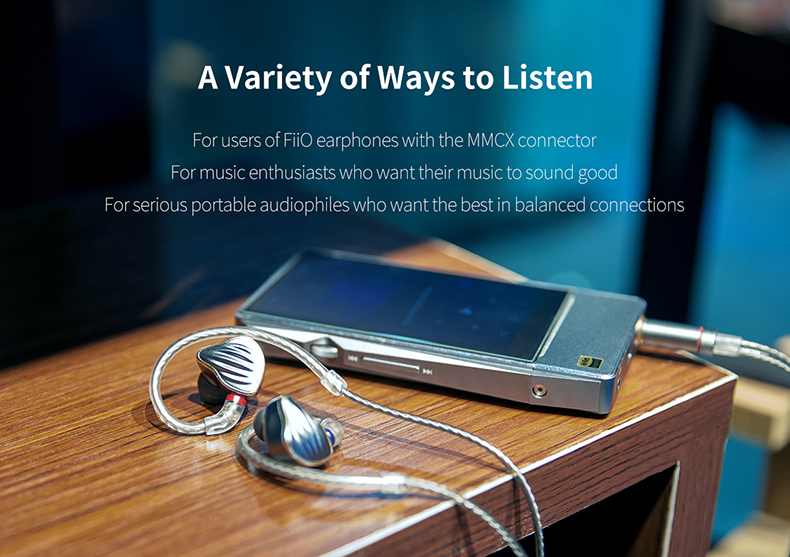 A Variety of Ways to Listen
For users of FiiO earphones with the MMCX connector
For music enthusiasts who want their music to sound good
For serious portable audiophiles who want the best in balanced connections